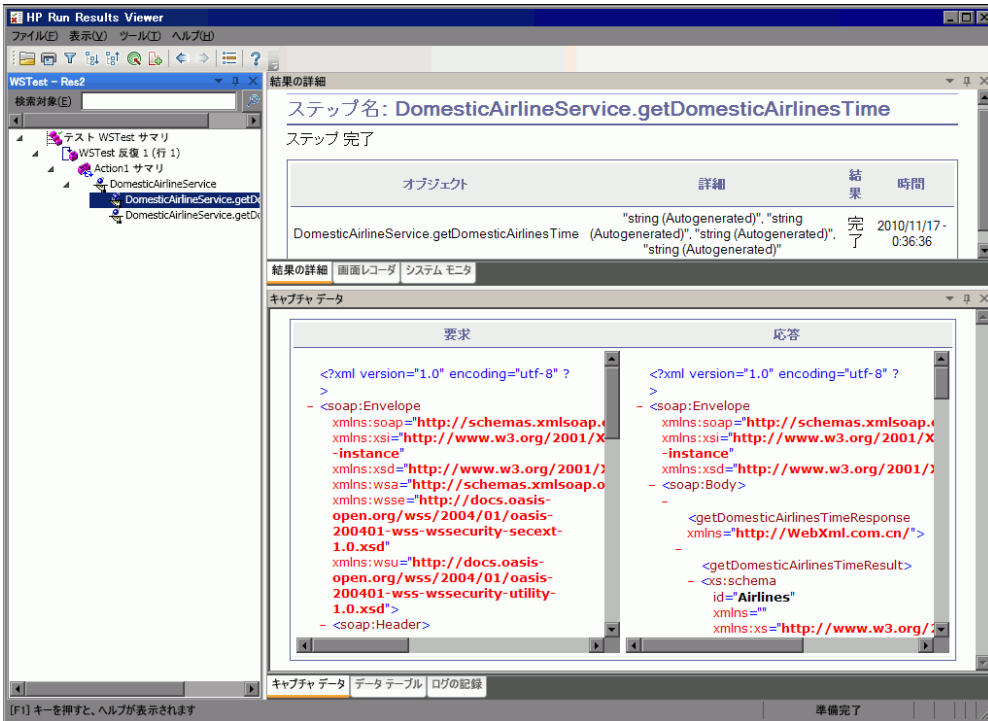 HP Run Results Viewer
ファイル(F) 表示(V) ツール(T) ヘルプ(H)
WSTest - Res2
検索対象(E)
テスト WSTest サマリ
WSTest 反復 1 (行 1)
Action1 サマリ
DomesticAirlineService
DomesticAirlineService.getDo
DomesticAirlineService.getDo
結果の詳細
ステップ名: DomesticAirlineService.getDomesticAirlinesTime
ステップ 完了
オブジェクト 詳細 結果 時間
DomesticAirlineService.getDomesticAirlinesTime "string (Autogenerated)", "string (Autogenerated)", "string (Autogenerated)", "string (Autogenerated)" 完了 2010/11/17 - 0:36:36
結果の詳細 画面レコーダ システム モニタ
キャプチャ データ
要求
<?xml version="1.0" encoding="utf-8" ?
>
- <soap:Envelope
xmlns:soap="http://schemas.xmlsoap.o
xmlns:xsi="http://www.w3.org/2001/X
-instance"
xmlns:xsd="http://www.w3.org/2001/X
xmlns:wsa="http://schemas.xmlsoap.o
xmlns:wsse="http://docs.oasis-
open.org/wss/2004/01/oasis-
200401-wss-wssecurity-secext-
1.0.xsd"
xmlns:wsu="http://docs.oasis-
open.org/wss/2004/01/oasis-
200401-wss-wssecurity-utility-
1.0.xsd">
- <soap:Header>
応答
<?xml version="1.0" encoding="utf-8" ?
>
- <soap:Envelope
xmlns:soap="http://schemas.xmlsoap.o
xmlns:xsi="http://www.w3.org/2001/X
-instance"
xmlns:xsd="http://www.w3.org/2001/X
- <soap:Body>
-
<getDomesticAirlinesTimeResponse
xmlns="http://WebXml.com.cn/">
-
<getDomesticAirlinesTimeResult>
- <xs:schema
id="Airlines"
xmlns=""
xmlns:xs="http://www.w3.org/2
キャプチャ データ データ テーブル ログの記録
[F1] キーを押すと、ヘルプが表示されます
準備完了